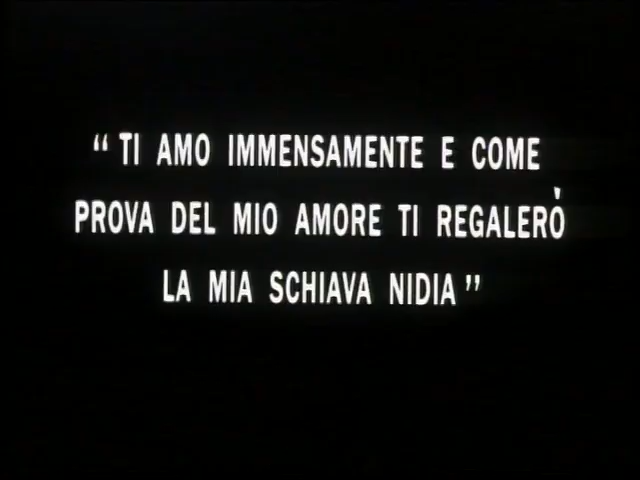 “ TI AMO IMMENSAMENTE E COME
PROVA DEL MIO AMORE TI REGALERÒ
LA MIA SCHIAVA NIDIA ”